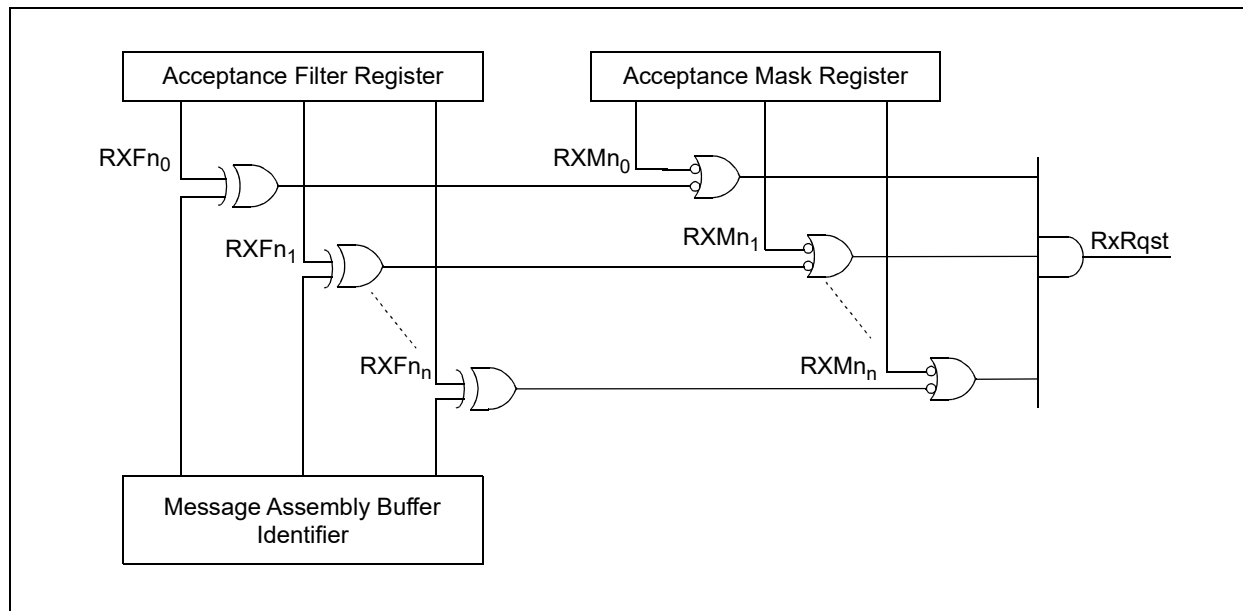 Acceptance Filter Register
Acceptance Mask Register
RXFn0
RXMn0
RXFn1
RXMn1
RxRqst
RXFnn
RXMnn
Message Assembly Buffer
Identifier